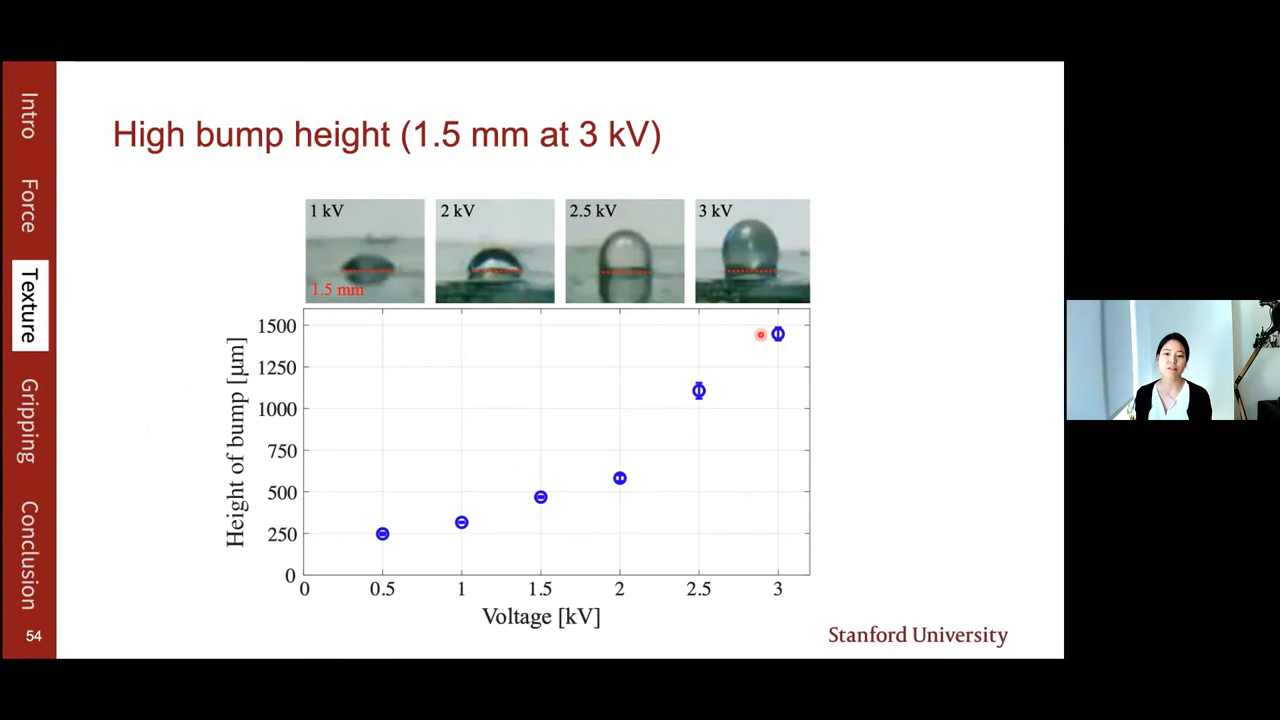 Intro
Force
Texture
Gripping
Conclusion
54
High bump height (1.5 mm at 3 kV)
1 kV
2 kV
2.5 kV
3 kV
1.5 mm
Height of bump [μm]
1500
1250
1000
750
500
250
0
0
0.5
1
1.5
2
2.5
3
Voltage [kV]
Stanford University